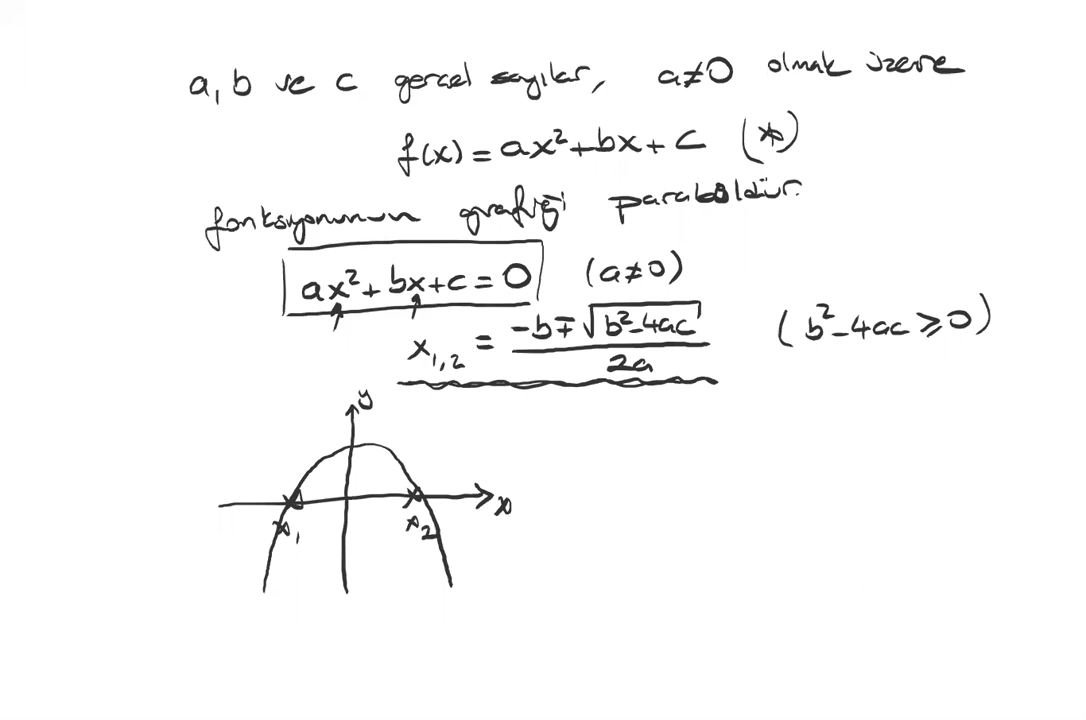 a, b ve c gerçel sayılar, a≠0 olmak üzere
f(x) = ax²+bx+c (*)
fonksiyonunun grafiği paraboldür.
ax²+bx+c=0 (a≠0)
x₁,₂ = (-b∓√(b²-4ac))/2a (b²-4ac ≥ 0)
y
x
x₁ x₂